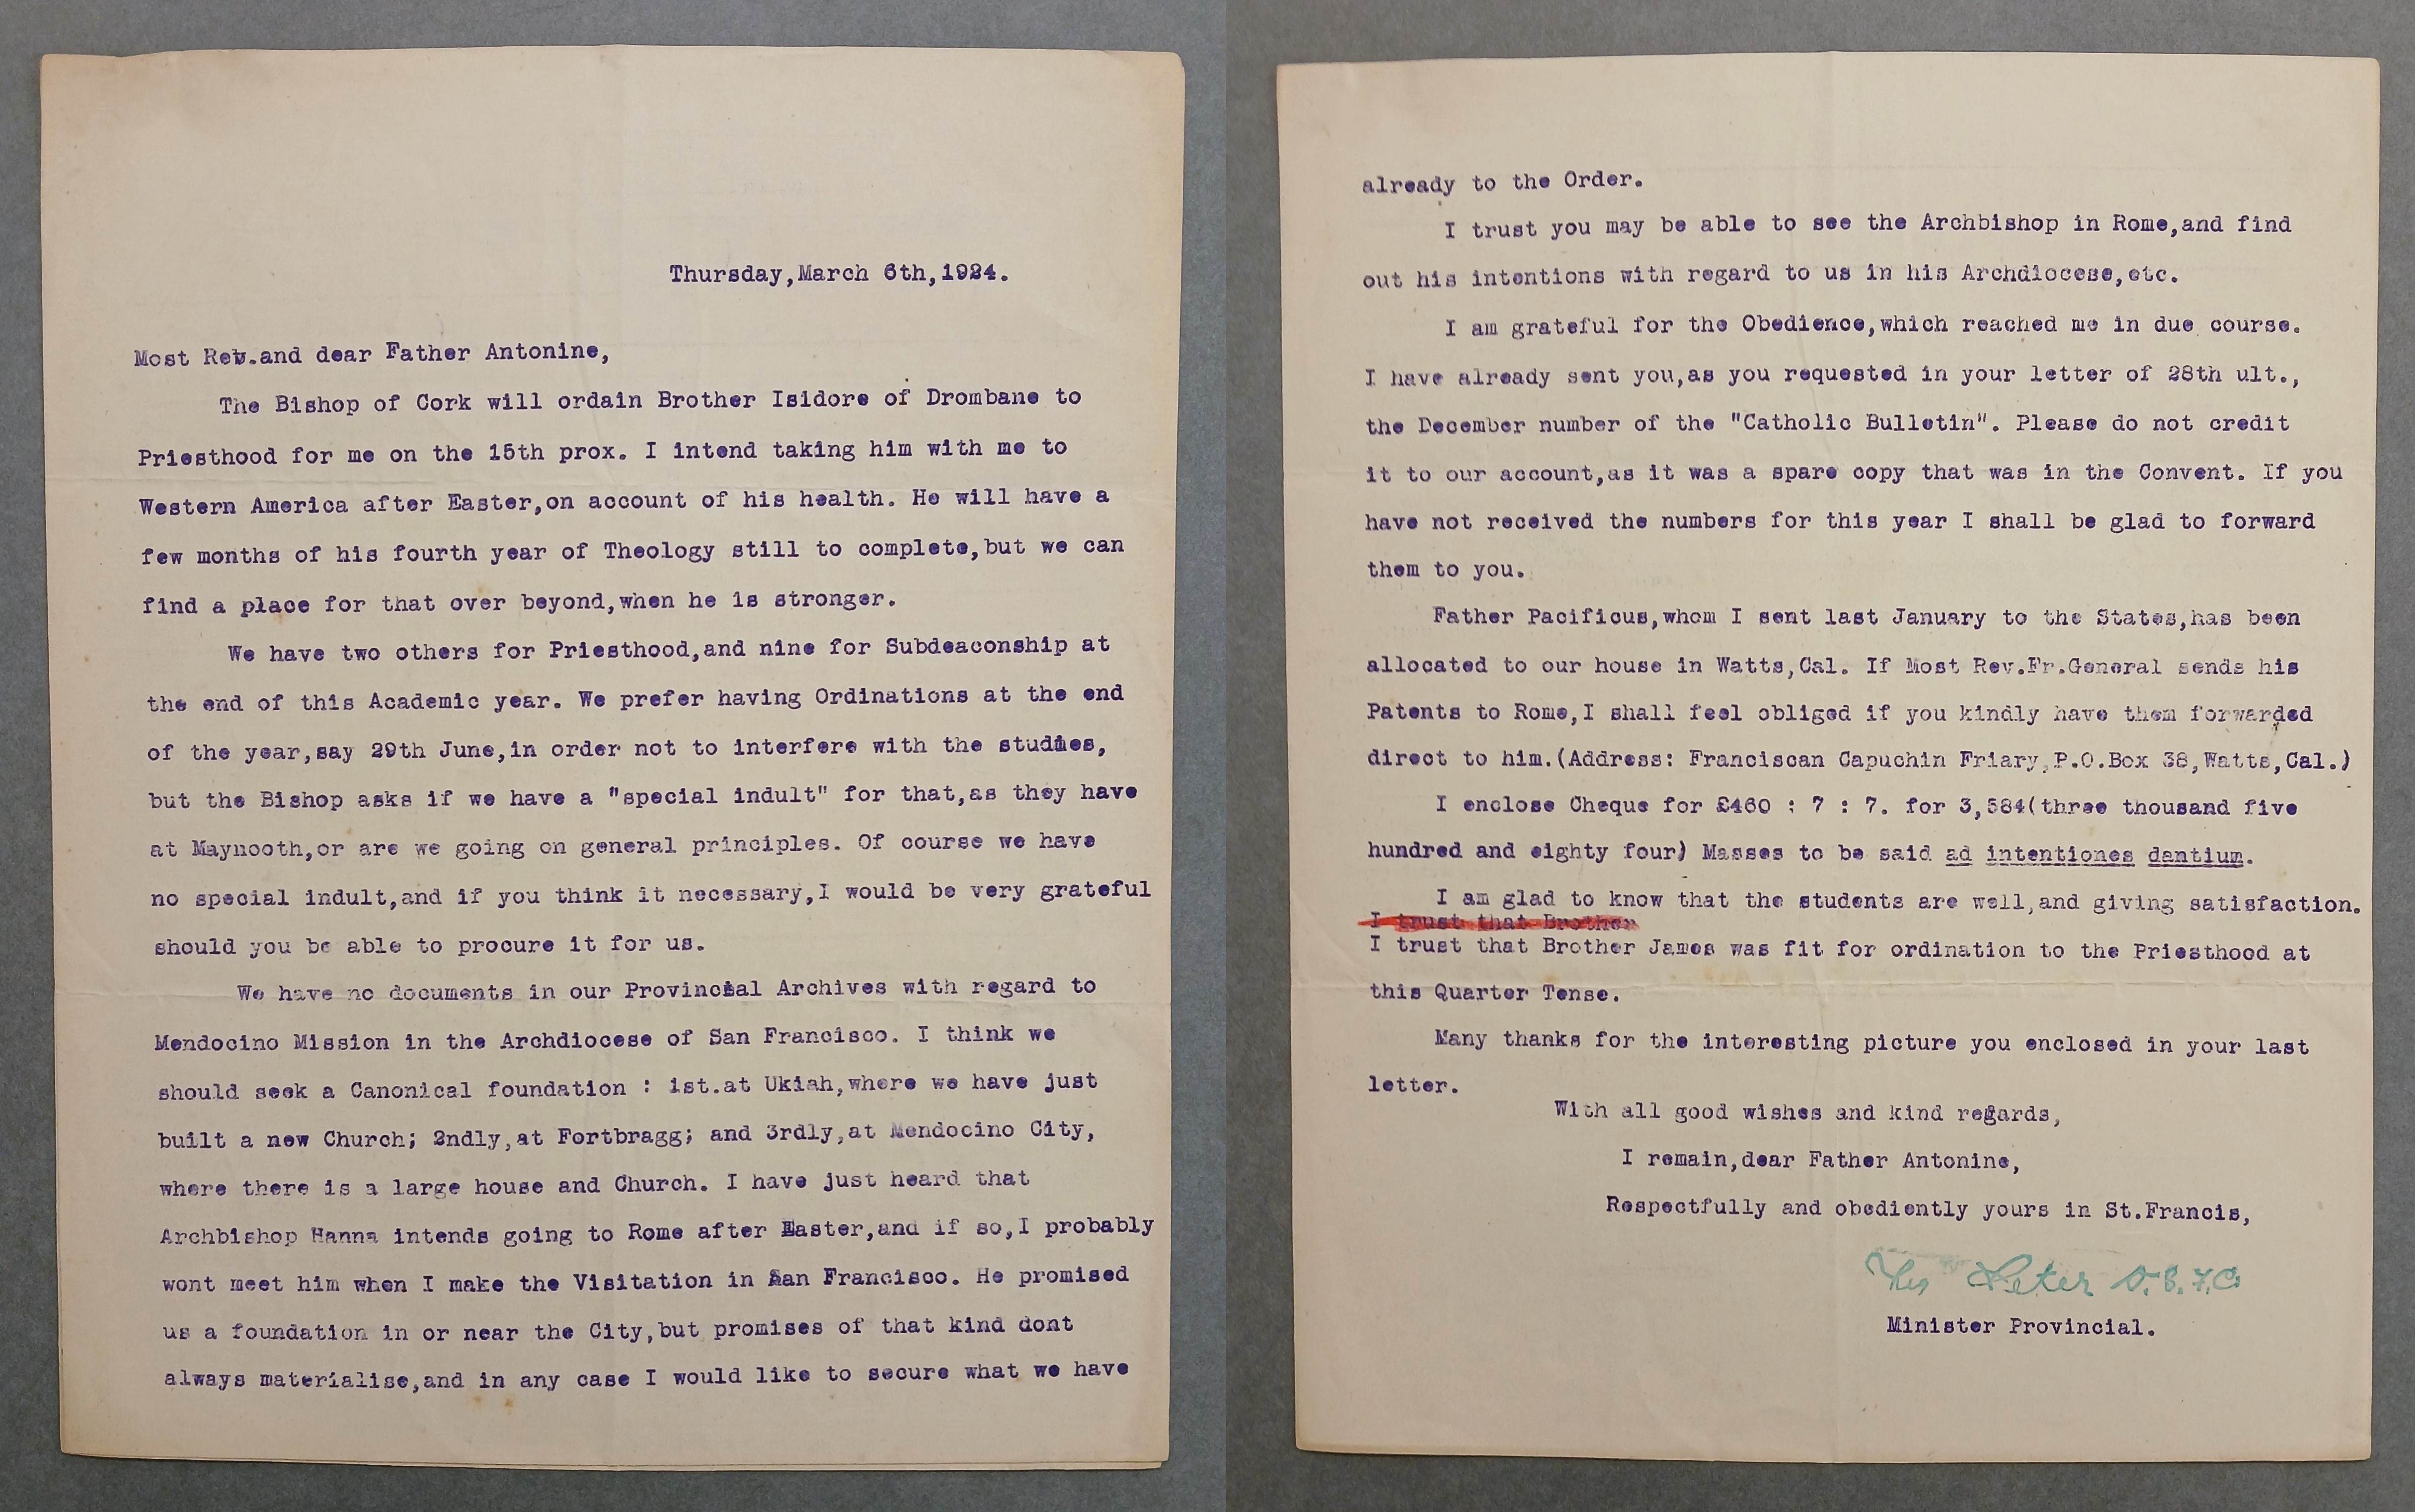 Thursday,March 6th,1924.
Most Rev.and dear Father Antonine,
The Bishop of Cork will ordain Brother Isidore of Drombane to
Priesthood for me on the 15th prox. I intend taking him with me to
Western America after Easter,on account of his health. He will have a
few months of his fourth year of Theology still to complete,but we can
find a place for that over beyond,when he is stronger.
We have two others for Priesthood,and nine for Subdeaconship at
the end of this Academic year. We prefer having Ordinations at the end
of the year,say 29th June,in order not to interfere with the studies,
but the Bishop asks if we have a "special indult" for that,as they have
at Maynooth,or are we going on general principles. Of course we have
no special indult,and if you think it necessary,I would be very grateful
should you be able to procure it for us.
We have no documents in our Provincial Archives with regard to
Mendocino Mission in the Archdiocese of San Francisco. I think we
should seek a Canonical foundation : 1st.at Ukiah,where we have just
built a new Church; 2ndly,at Fortbragg; and 3rdly,at Mendocino City,
where there is a large house and Church. I have just heard that
Archbishop Hanna intends going to Rome after Easter,and if so,I probably
wont meet him when I make the Visitation in San Francisco. He promised
us a foundation in or near the City,but promises of that kind dont
always materialise,and in any case I would like to secure what we have
already to the Order.
I trust you may be able to see the Archbishop in Rome,and find
out his intentions with regard to us in his Archdiocese,etc.
I am grateful for the Obedience,which reached me in due course.
I have already sent you,as you requested in your letter of 28th ult.,
the December number of the "Catholic Bulletin". Please do not credit
it to our account,as it was a spare copy that was in the Convent. If you
have not received the numbers for this year I shall be glad to forward
them to you.
Father Pacificus,whom I sent last January to the States,has been
allocated to our house in Watts,Cal. If Most Rev.Fr.General sends his
Patents to Rome,I shall feel obliged if you kindly have them forwarded
direct to him.(Address: Franciscan Capuchin Friary,P.O.Box 38,Watts,Cal.)
I enclose Cheque for £460 : 7 : 7. for 3,584(three thousand five
hundred and eighty four) Masses to be said ad intentiones dantium.
I am glad to know that the students are well,and giving satisfaction.
I trust that Brother
I trust that Brother James was fit for ordination to the Priesthood at
this Quarter Tense.
Many thanks for the interesting picture you enclosed in your last
letter.
With all good wishes and kind regards,
I remain,dear Father Antonine,
Respectfully and obediently yours in St.Francis,
Peter O.S.F.C.
Minister Provincial.